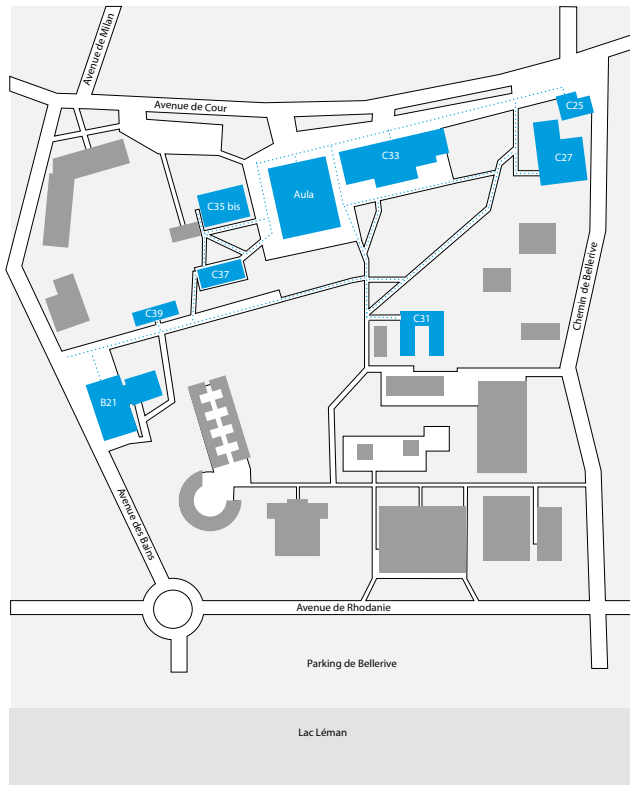 Avenue de Milan
Avenue de Cour
C25
C33
C27
Aula
C35 bis
C37
Chemin de Bellerive
C39
C31
B21
Avenue des Bains
Avenue de Rhodanie
Parking de Bellerive
Lac Léman